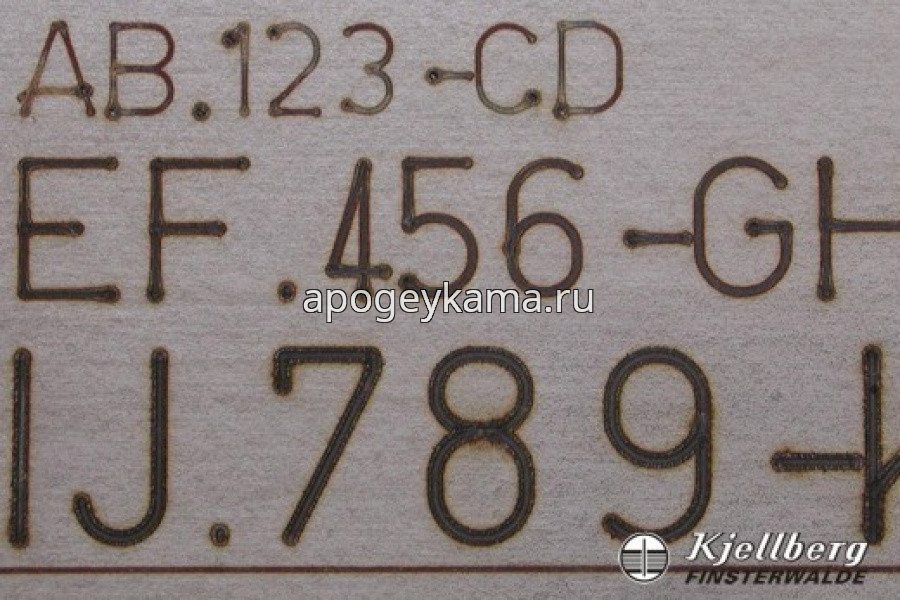 AB.123-CD
EF.456-GH
apogeykama.ru
IJ.789-K
Kjellberg
FINSTERWALDE